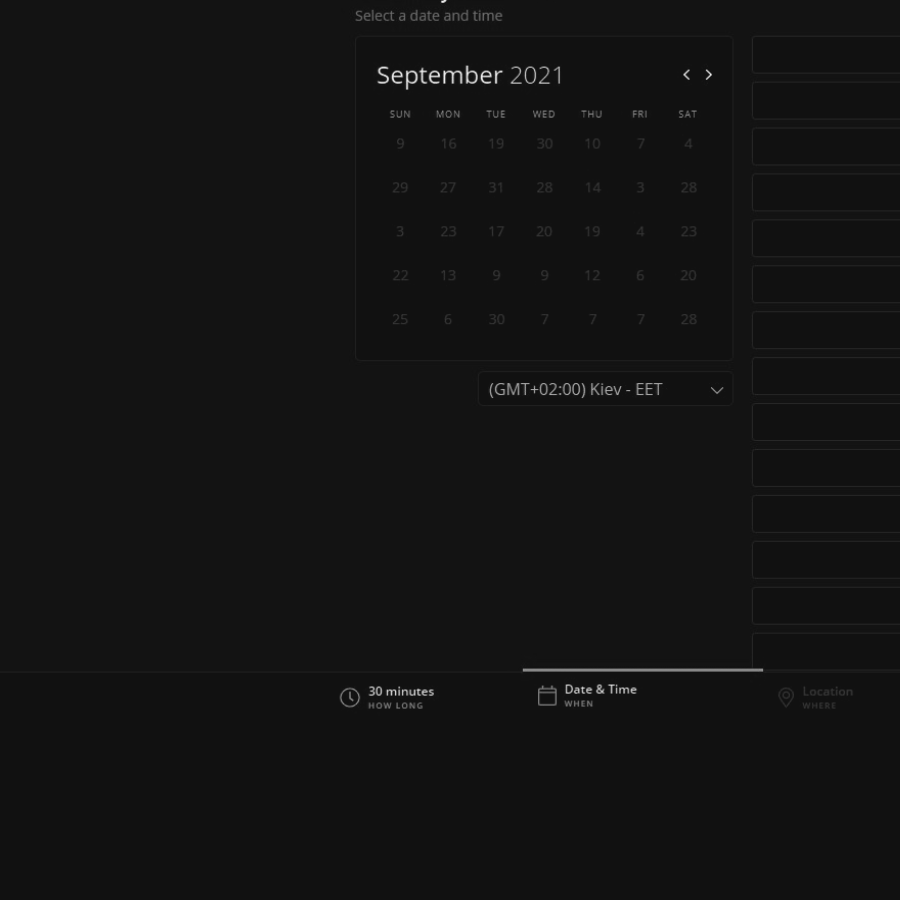 Select a date and time
September 2021
SUN MON TUE WED THU FRI SAT
9 16 19 30 10 7 4
29 27 31 28 14 3 28
3 23 17 20 19 4 23
22 13 9 9 12 6 20
25 6 30 7 7 7 28
(GMT+02:00) Kiev - EET
30 minutes
HOW LONG
Date & Time
WHEN
Location
WHERE